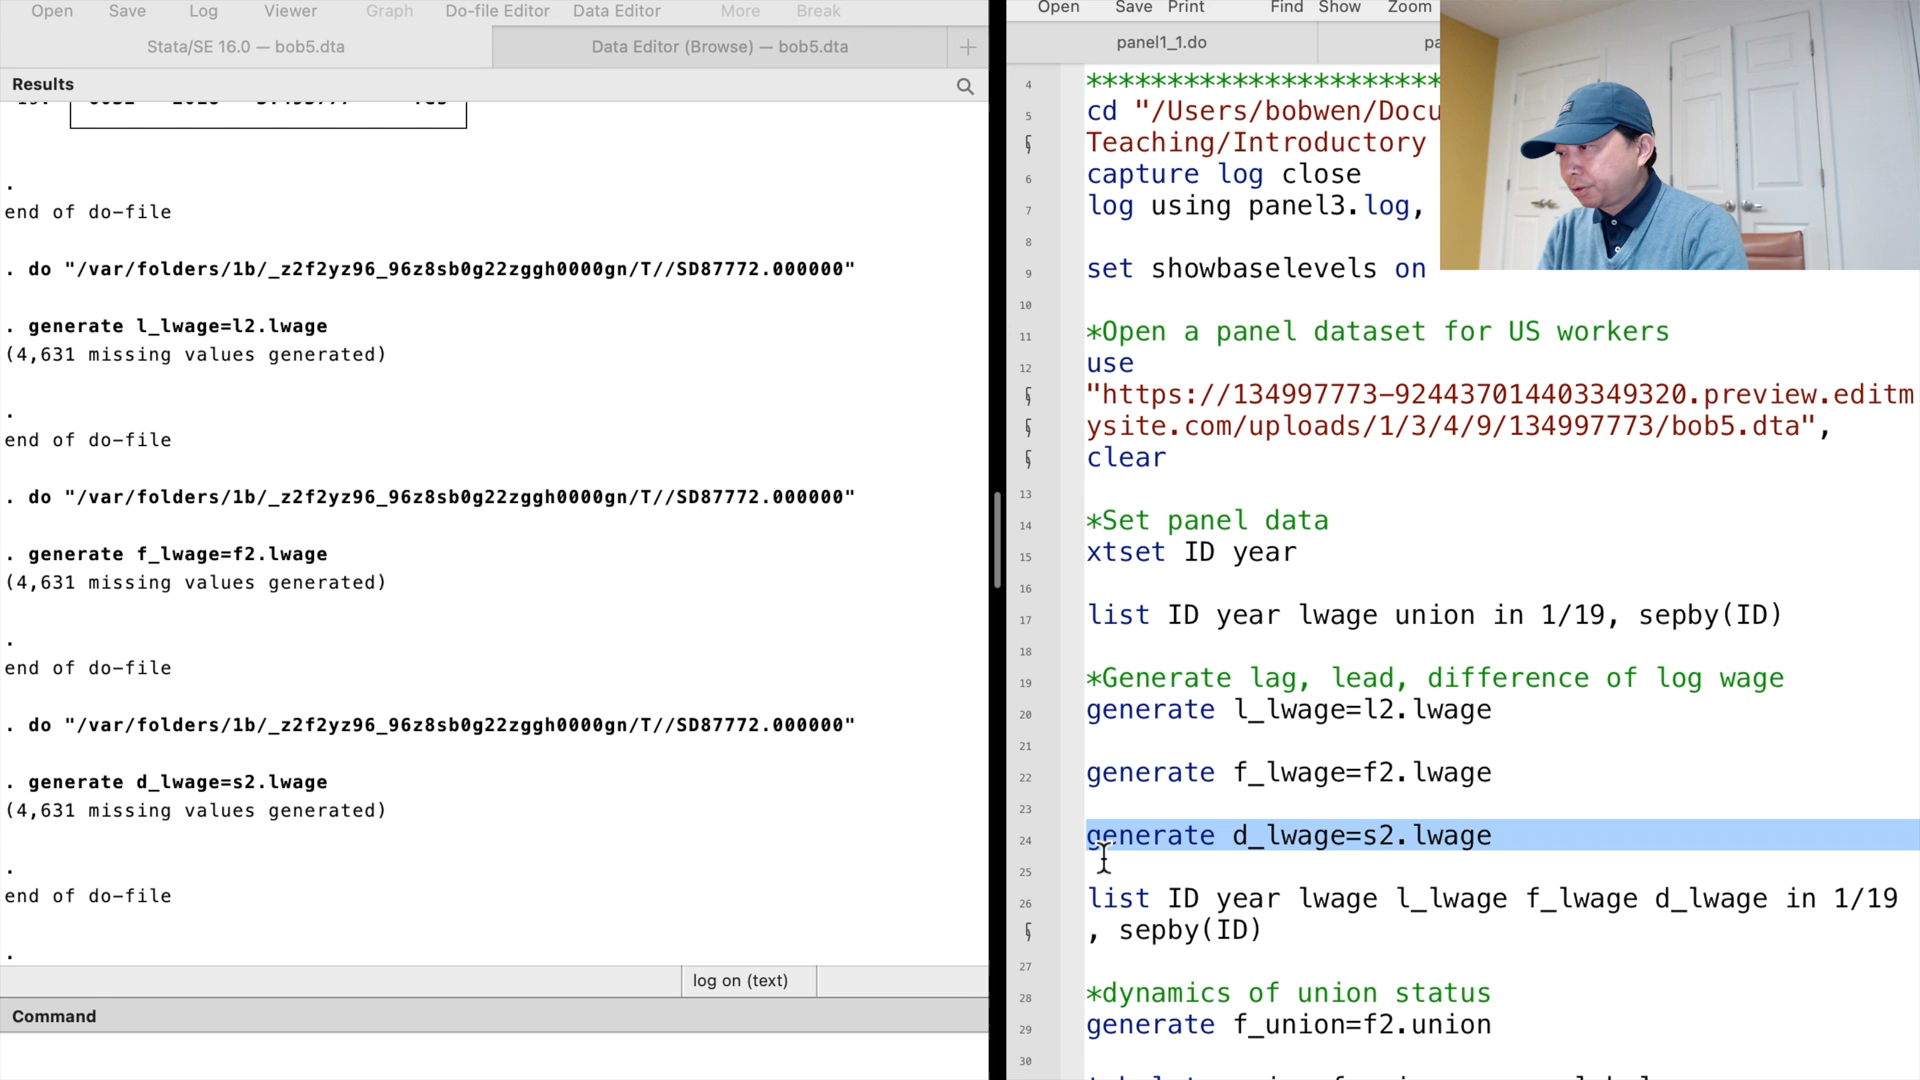 Open Save Log Viewer Graph Do-file Editor Data Editor More Break
Stata/SE 16.0 — bob5.dta
Data Editor (Browse) — bob5.dta
Results
.
end of do-file
. do "/var/folders/1b/_z2f2yz96_96z8sb0g22zggh0000gn/T//SD87772.000000"
. generate l_lwage=l2.lwage
(4,631 missing values generated)
.
end of do-file
. do "/var/folders/1b/_z2f2yz96_96z8sb0g22zggh0000gn/T//SD87772.000000"
. generate f_lwage=f2.lwage
(4,631 missing values generated)
.
end of do-file
. do "/var/folders/1b/_z2f2yz96_96z8sb0g22zggh0000gn/T//SD87772.000000"
. generate d_lwage=s2.lwage
(4,631 missing values generated)
.
end of do-file
.
log on (text)
Command
Open Save Print Find Show Zoom
panel1_1.do
pa
4 **********************
5 cd "/Users/bobwen/Docu
Teaching/Introductory
6 capture log close
7 log using panel3.log,
8
9 set showbaselevels on
10
11 *Open a panel dataset for US workers
12 use
"https://134997773-924437014403349320.preview.editm
ysite.com/uploads/1/3/4/9/134997773/bob5.dta",
clear
13
14 *Set panel data
15 xtset ID year
16
17 list ID year lwage union in 1/19, sepby(ID)
18
19 *Generate lag, lead, difference of log wage
20 generate l_lwage=l2.lwage
21
22 generate f_lwage=f2.lwage
23
24 generate d_lwage=s2.lwage
25
26 list ID year lwage l_lwage f_lwage d_lwage in 1/19
, sepby(ID)
27
28 *dynamics of union status
29 generate f_union=f2.union
30